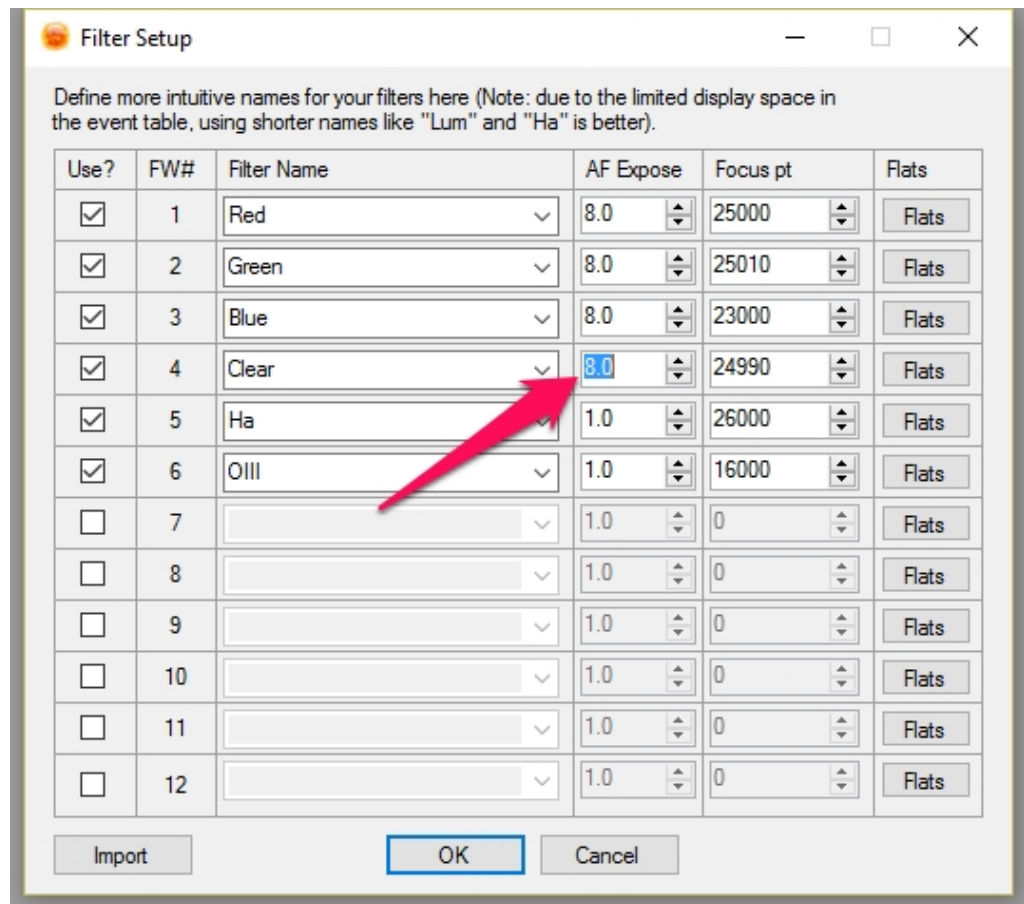 Filter Setup
Define more intuitive names for your filters here (Note: due to the limited display space in
the event table, using shorter names like "Lum" and "Ha" is better).
Use? FW# Filter Name AF Expose Focus pt Flats
1 Red 8.0 25000 Flats
2 Green 8.0 25010 Flats
3 Blue 8.0 23000 Flats
4 Clear 8.0 24990 Flats
5 Ha 1.0 26000 Flats
6 OIII 1.0 16000 Flats
7 1.0 0 Flats
8 1.0 0 Flats
9 1.0 0 Flats
10 1.0 0 Flats
11 1.0 0 Flats
12 1.0 0 Flats
Import OK Cancel